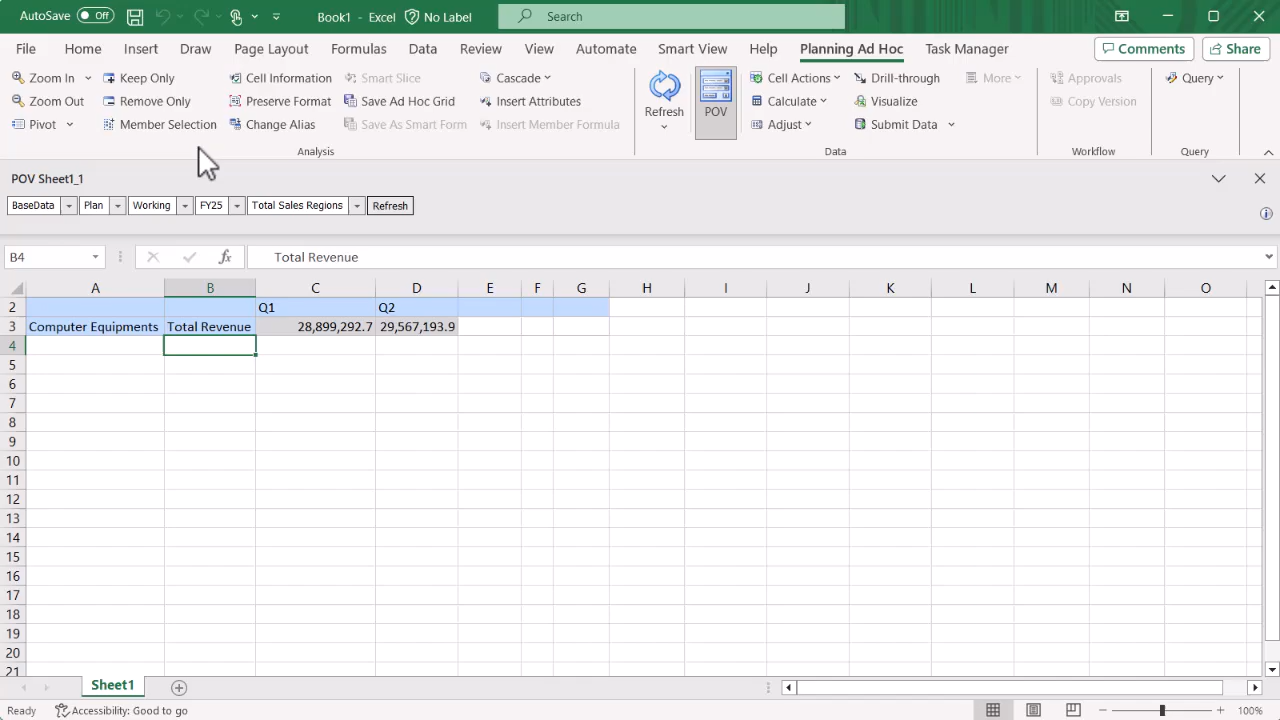 AutoSave Off Book1 - Excel No Label Search
File Home Insert Draw Page Layout Formulas Data Review View Automate Smart View Help Planning Ad Hoc Task Manager Comments Share
Zoom In Keep Only Cell Information Smart Slice Cascade Cell Actions Drill-through More Approvals Query
Zoom Out Remove Only Preserve Format Save Ad Hoc Grid Insert Attributes Refresh POV Calculate Visualize Copy Version
Pivot Member Selection Change Alias Save As Smart Form Insert Member Formula Adjust Submit Data
Analysis Data Workflow Query
POV Sheet1_1
BaseData Plan Working FY25 Total Sales Regions Refresh
B4 fx Total Revenue
A B C D E F G H I J K L M N O
2 Q1 Q2
3 Computer Equipments Total Revenue 28,899,292.7 29,567,193.9
4
5
6
7
8
9
10
11
12
13
14
15
16
17
18
19
20
21
Sheet1
Ready Accessibility: Good to go 100%